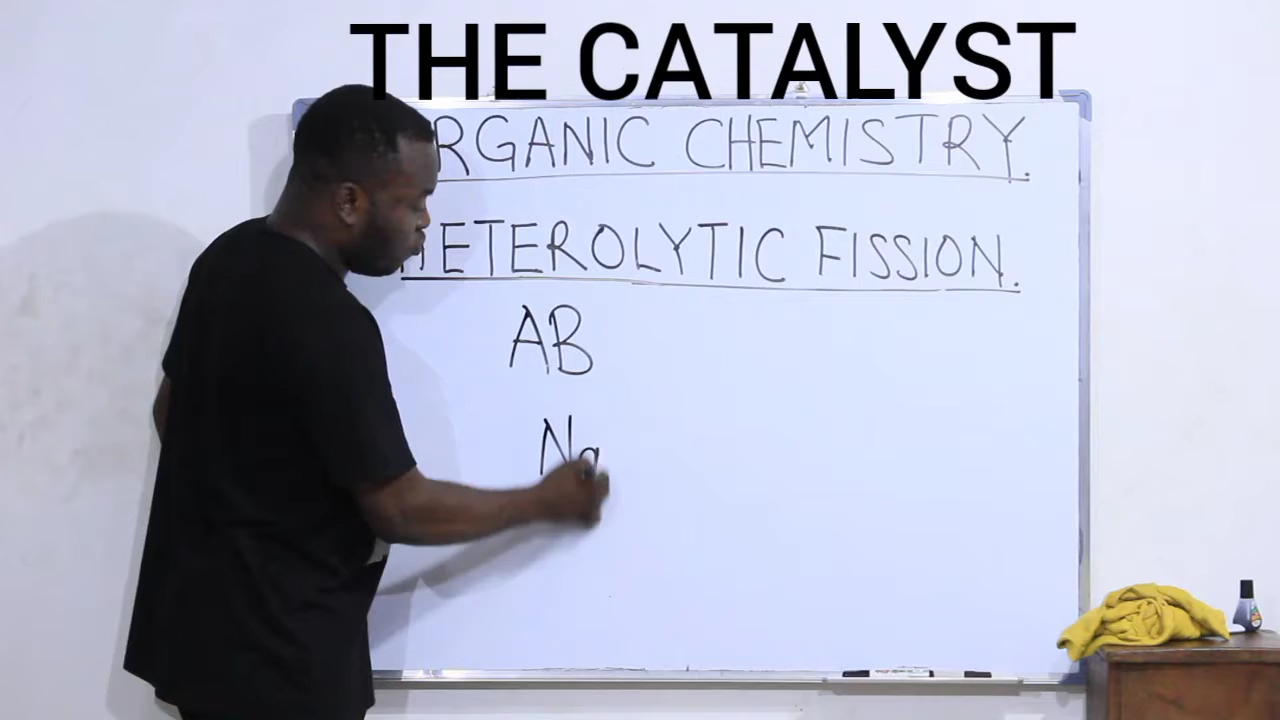 THE CATALYST
RGANIC CHEMISTRY.
HETEROLYTIC FISSION.
AB
Na